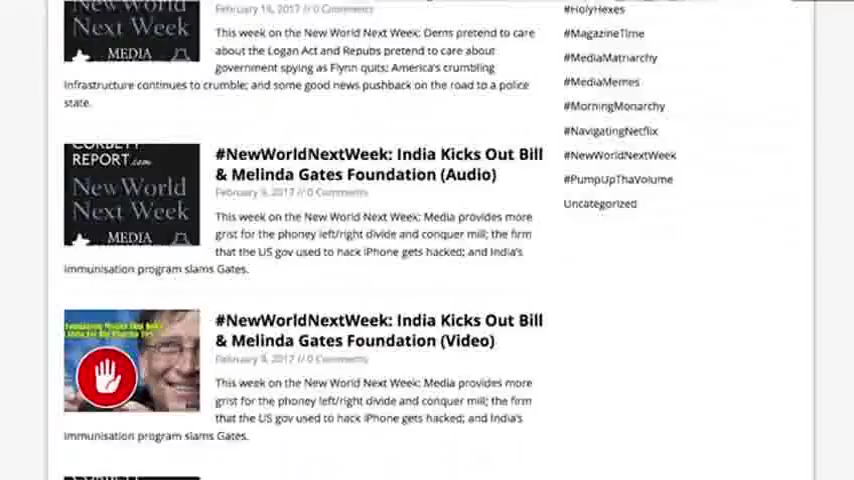 New World
Next Week
MEDIA
February 16, 2017 // 0 Comments
This week on the New World Next Week: Dems pretend to care
about the Logan Act and Repubs pretend to care about
government spying as Flynn quits; America's crumbling
infrastructure continues to crumble; and some good news pushback on the road to a police
state.
CORBETT
REPORT.com
New World
Next Week
MEDIA
#NewWorldNextWeek: India Kicks Out Bill
& Melinda Gates Foundation (Audio)
February 9, 2017 // 0 Comments
This week on the New World Next Week: Media provides more
grist for the phoney left/right divide and conquer mill; the firm
that the US gov used to hack iPhone gets hacked; and India's
immunisation program slams Gates.
#NewWorldNextWeek: India Kicks Out Bill
& Melinda Gates Foundation (Video)
February 9, 2017 // 0 Comments
This week on the New World Next Week: Media provides more
grist for the phoney left/right divide and conquer mill; the firm
that the US gov used to hack iPhone gets hacked; and India's
immunisation program slams Gates.
#HolyHexes
#MagazineTime
#MediaMatriarchy
#MediaMemes
#MorningMonarchy
#NavigatingNetflix
#NewWorldNextWeek
#PumpUpThaVolume
Uncategorized